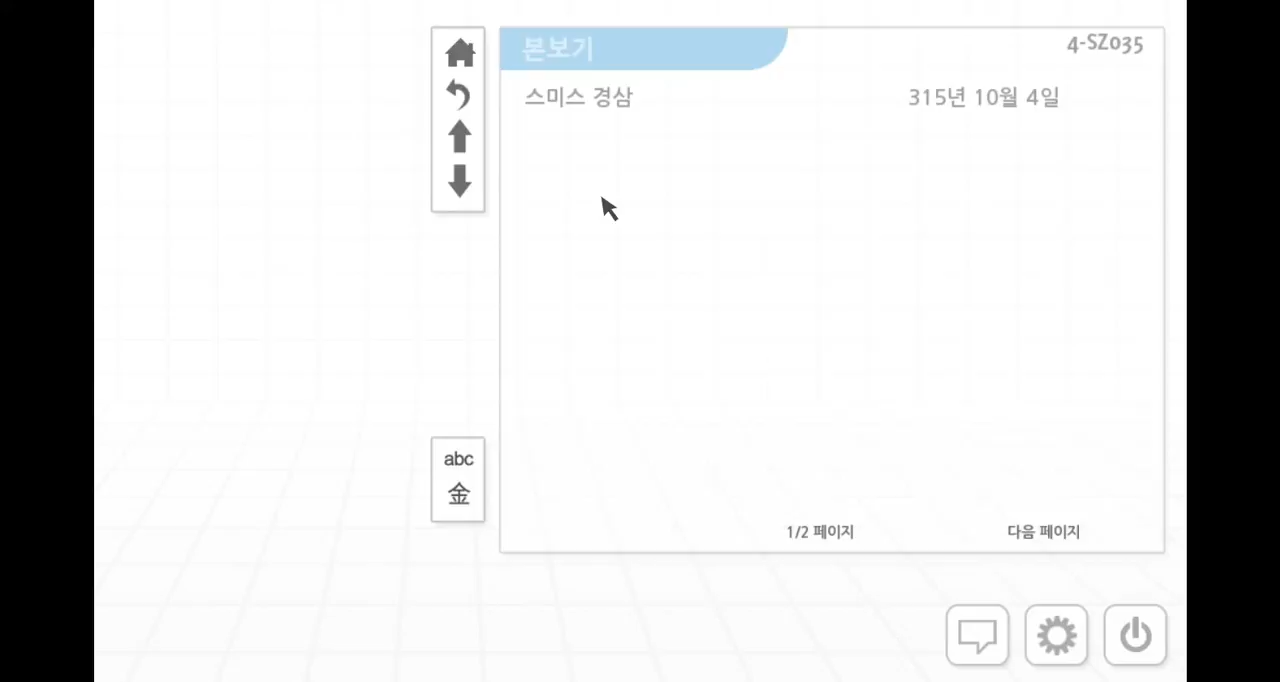 본보기
4-SZ035
스미스 경삼
315년 10월 4일
abc
金
1/2 페이지
다음 페이지